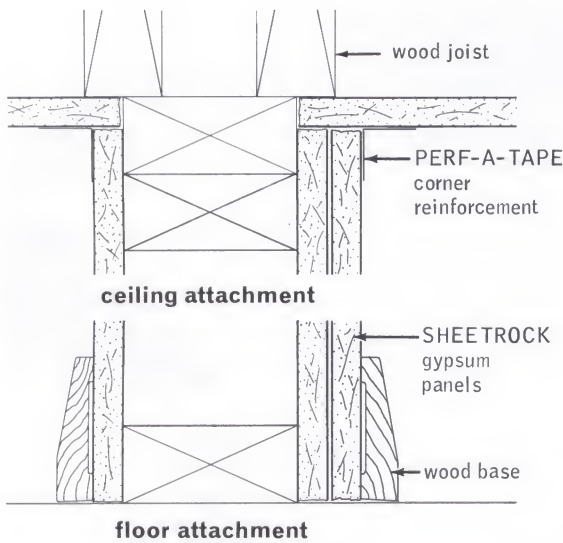 wood joist
PERF-A-TAPE
corner
reinforcement
ceiling attachment
SHEETROCK
gypsum
panels
wood base
floor attachment